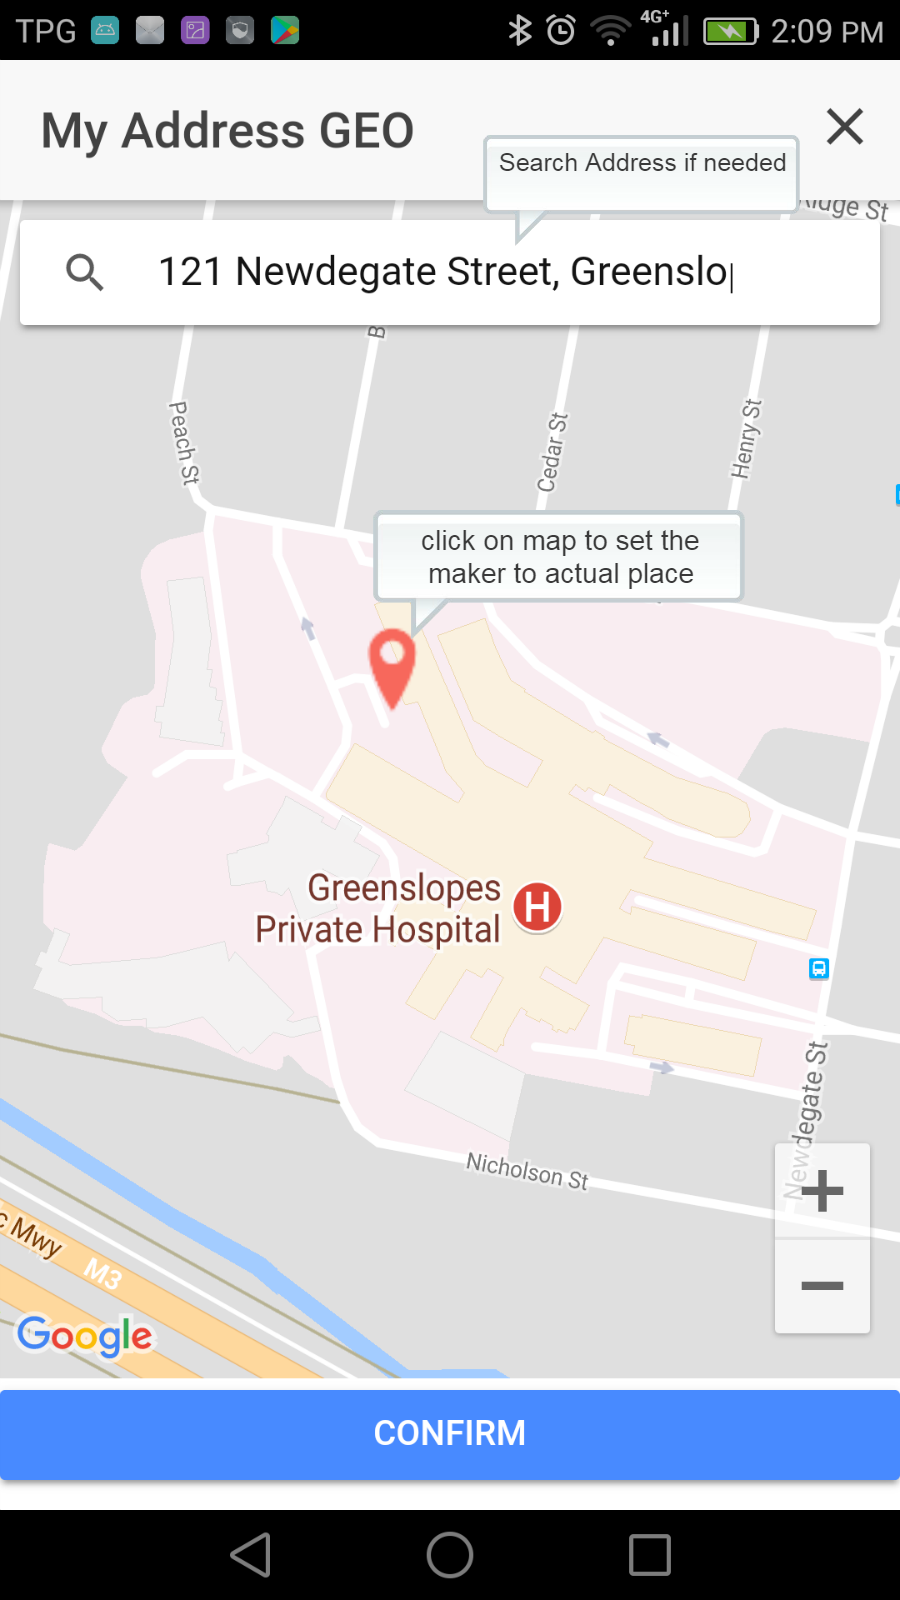 TPG
4G+
2:09 PM
My Address GEO
Search Address if needed
St
121 Newdegate Street, Greenslo
B
Peach St
Cedar St
Henry St
click on map to set the
maker to actual place
Greenslopes
Private Hospital
H
Newdegate St
Nicholson St
+
c Mwy
M3
−
Google
CONFIRM